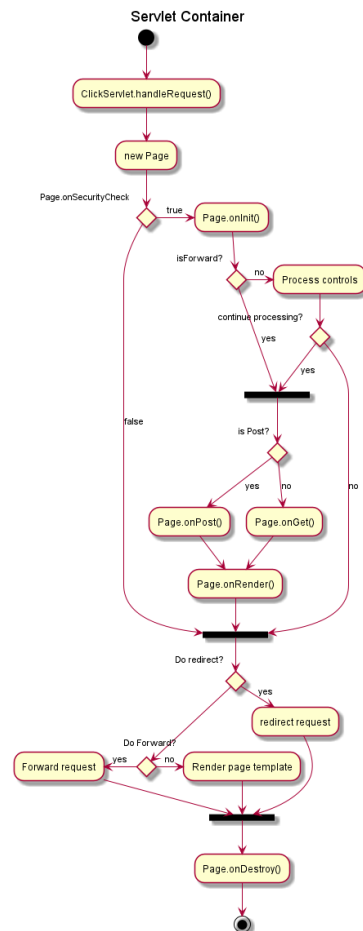 Servlet Container
ClickServlet.handleRequest()
new Page
Page.onSecurityCheck
true
Page.onInit()
isForward?
no
Process controls
continue processing?
yes
yes
false
is Post?
yes
no
no
Page.onPost()
Page.onGet()
Page.onRender()
Do redirect?
yes
redirect request
Do Forward?
Forward request
yes
no
Render page template
Page.onDestroy()